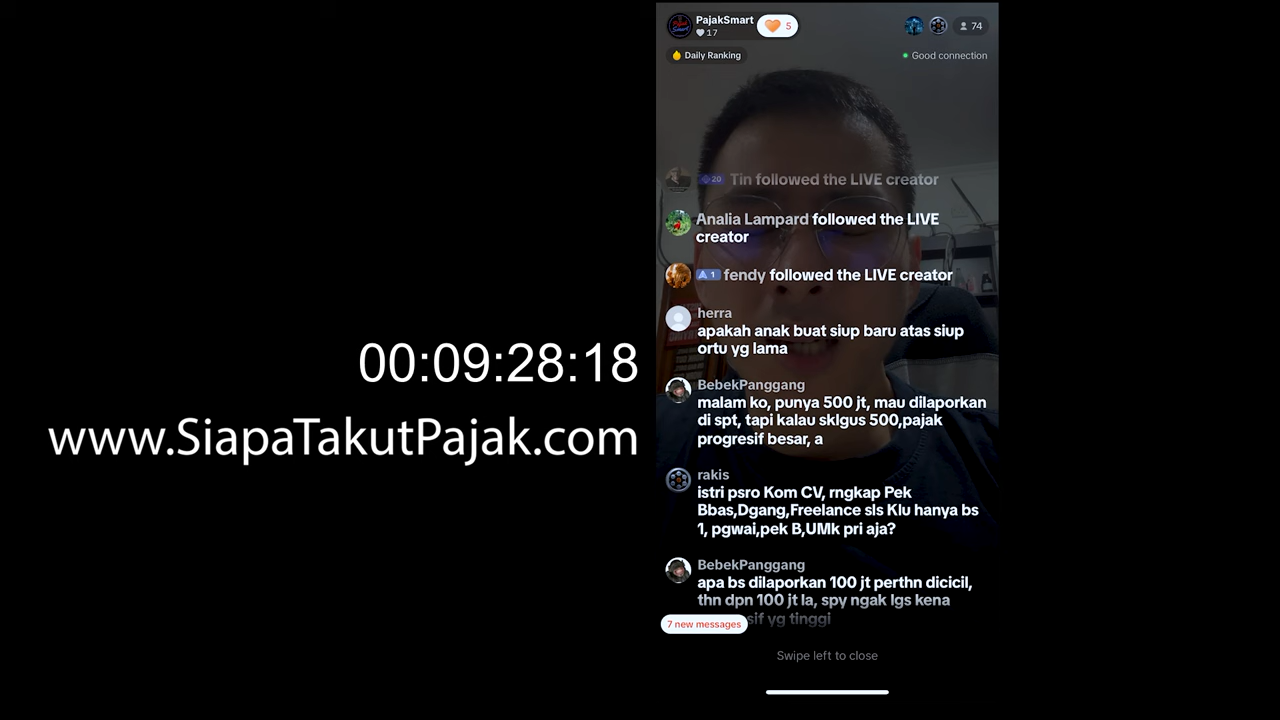 00:09:28:18
www.SiapaTakutPajak.com
PajakSmart
17
5
74
Daily Ranking
Good connection
20 Tin followed the LIVE creator
Analia Lampard followed the LIVE
creator
1 fendy followed the LIVE creator
herra
apakah anak buat siup baru atas siup
ortu yg lama
BebekPanggang
malam ko, punya 500 jt, mau dilaporkan
di spt, tapi kalau sklgus 500,pajak
progresif besar, a
rakis
istri psro Kom CV, rngkap Pek
Bbas,Dgang,Freelance sls Klu hanya bs
1, pgwai,pek B,UMk pri aja?
BebekPanggang
apa bs dilaporkan 100 jt perthn dicicil,
thn dpn 100 jt la, spy ngak lgs kena
sif yg tinggi
7 new messages
Swipe left to close